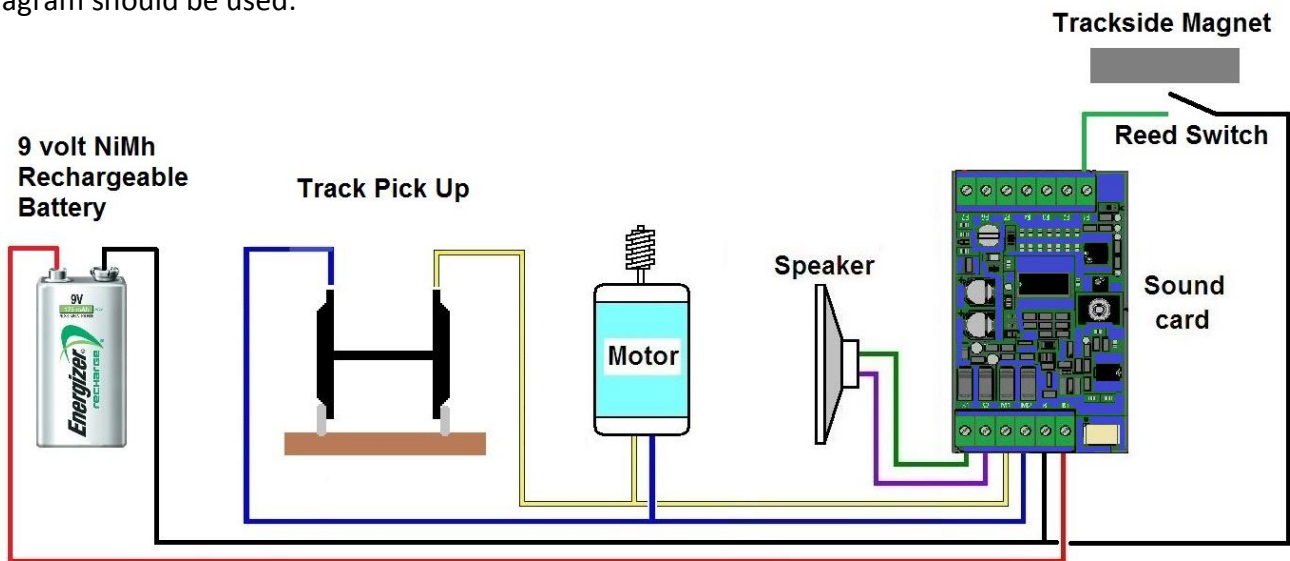 agram should be used.
Trackside Magnet
Reed Switch
9 volt NiMh
Rechargeable
Battery
Track Pick Up
Speaker
Sound
card
Motor
9V
Energizer
recharge